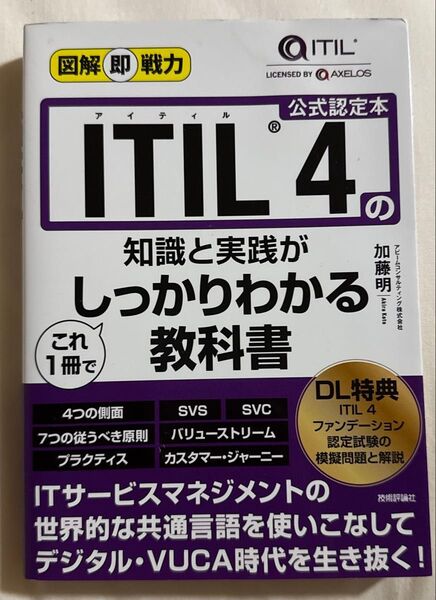 図解即戦力
ITIL®
LICENSED BY AXELOS
公式認定本
アイティル
ITIL® 4の
知識と実践が
しっかりわかる
これ
1冊で
教科書
アビームコンサルティング株式会社
加藤明
Akira Kato
4つの側面
SVS
SVC
7つの従うべき原則
バリューストリーム
プラクティス
カスタマー・ジャーニー
DL特典
ITIL 4
ファンデーション
認定試験の
模擬問題と解説
技術評論社
ITサービスマネジメントの
世界的な共通言語を使いこなして
デジタル・VUCA時代を生き抜く!